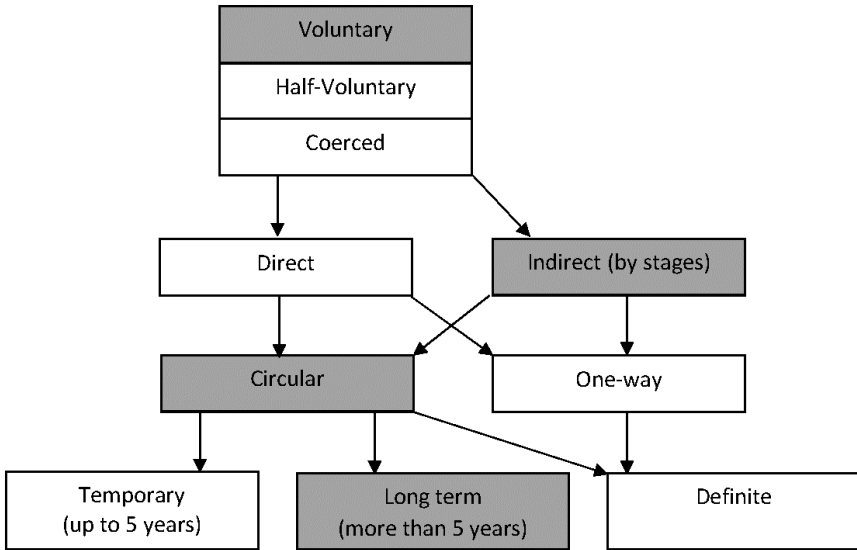 Voluntary
Half-Voluntary
Coerced
Direct
Indirect (by stages)
Circular
One-way
Temporary
(up to 5 years)
Long term
(more than 5 years)
Definite